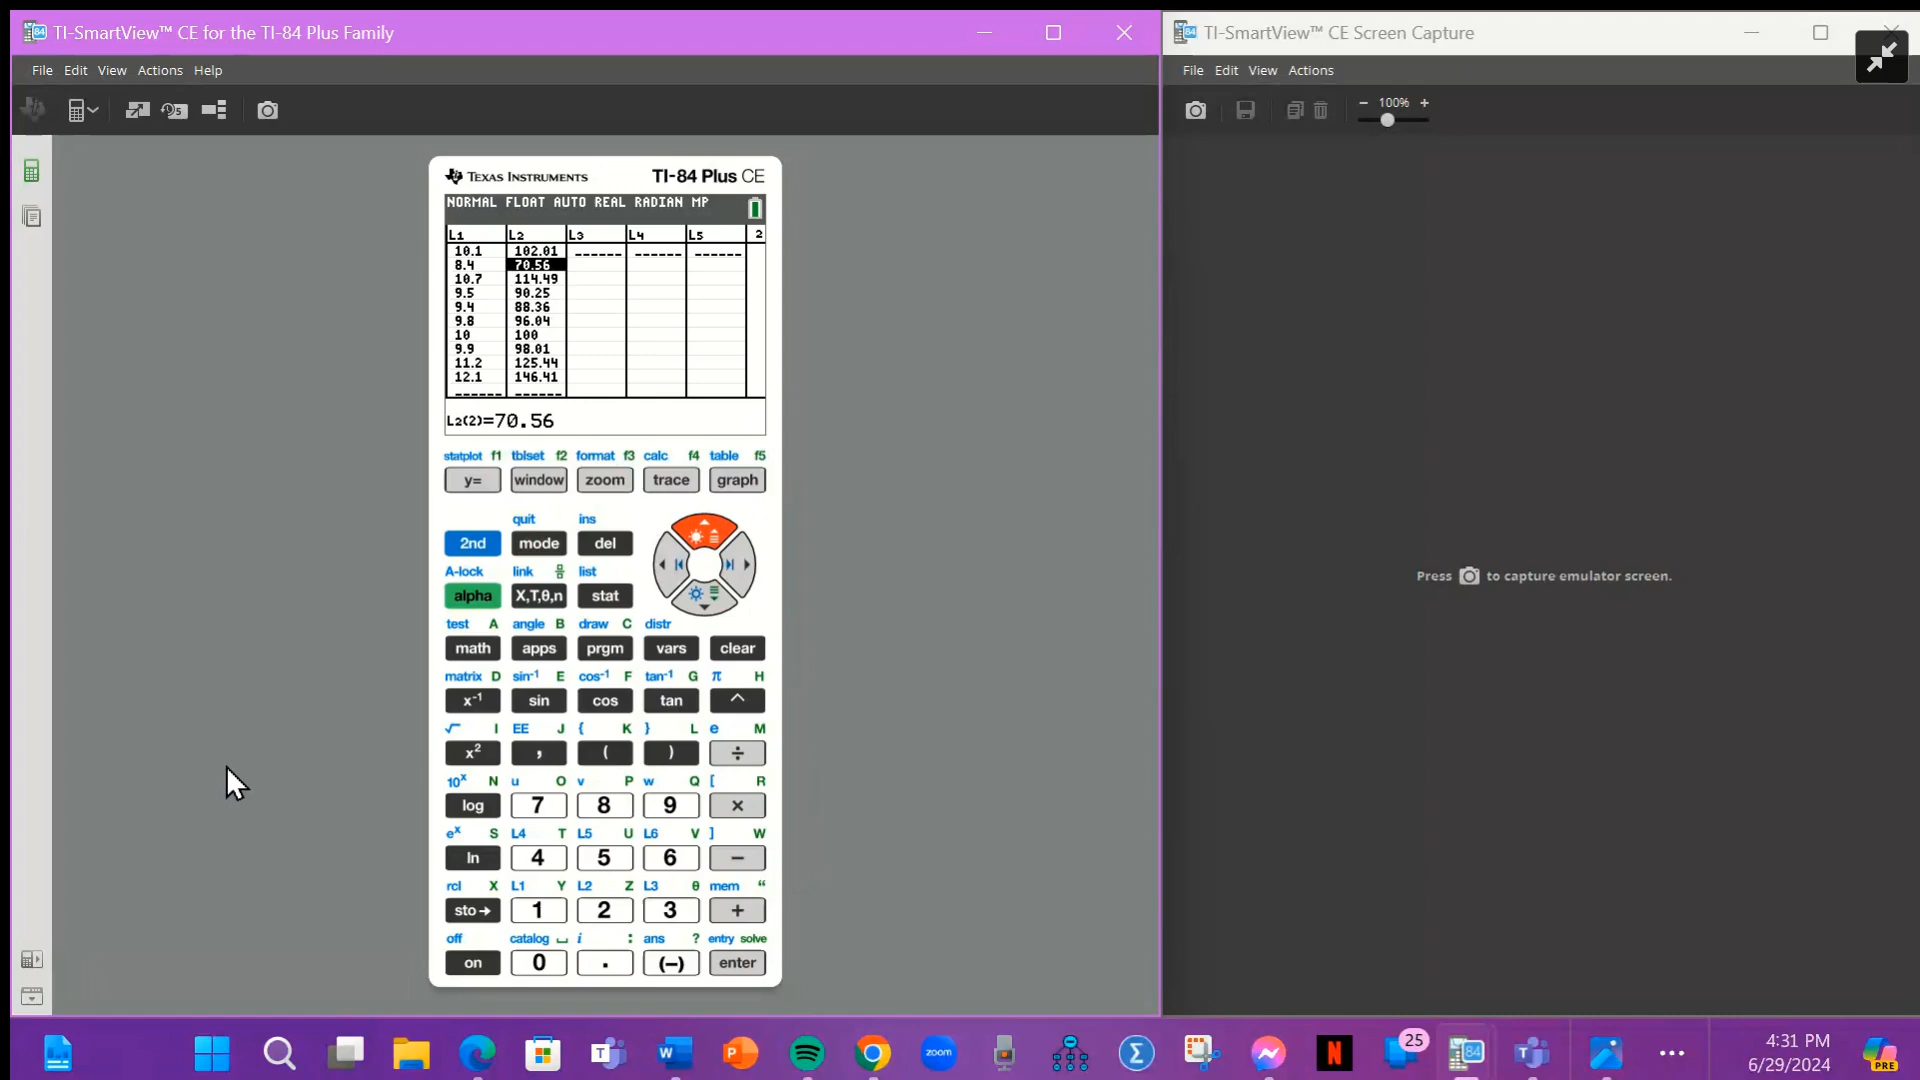 TI-SmartView™ CE for the TI-84 Plus Family
File Edit View Actions Help
TEXAS INSTRUMENTS TI-84 Plus CE
NORMAL FLOAT AUTO REAL RADIAN MP
L1 L2 L3 L4 L5 2
10.1 102.01 ------ ------ ------
8.4 70.56
10.7 114.49
9.5 90.25
9.4 88.36
9.8 96.04
10 100
9.9 98.01
11.2 125.44
12.1 146.41
------ ------
L2(2)=70.56
statplot f1 tblset f2 format f3 calc f4 table f5
y= window zoom trace graph
quit ins
2nd mode del
A-lock link list
alpha X,T,θ,n stat
test A angle B draw C distr
math apps prgm vars clear
matrix D sin-1 E cos-1 F tan-1 G π H
x-1 sin cos tan ^
√ I EE J { K } L e M
x² , ( ) ÷
10x N u O v P w Q [ R
log 7 8 9 ×
ex S L4 T L5 U L6 V ] W
ln 4 5 6 −
rcl X L1 Y L2 Z L3 θ mem “
sto→ 1 2 3 +
off catalog ⎵ i : ans ? entry solve
on 0 . (−) enter
TI-SmartView™ CE Screen Capture
File Edit View Actions
− 100% +
Press to capture emulator screen.
T W P zoom Σ N 25 84 T ...
4:31 PM
6/29/2024
PRE